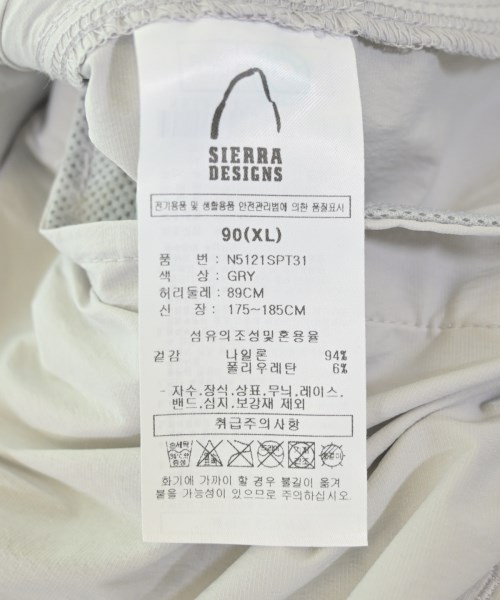 SIERRA
DESIGNS
전기용품 및 생활용품 안전관리법에 의한 품질표시
90(XL)
품 번 : N5121SPT31
색 상 : GRY
허리둘레 : 89CM
신 장 : 175~185CM
섬유의조성및혼용율
겉감 나일론 94%
폴리우레탄 6%
- 자수.장식.상표.무늬.레이스.
밴드.심지.보강재 제외
취급주의사항
화기에 가까이 할 경우 불길이 옮겨
붙을 가능성이 있으므로 주의하십시오.